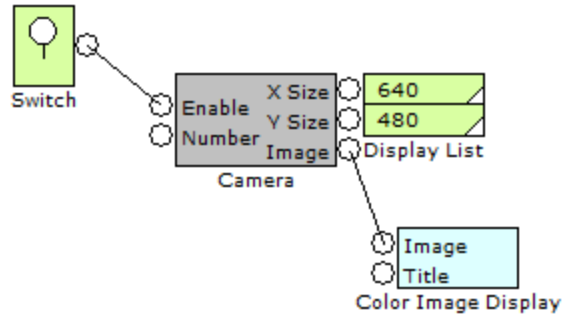 Switch
Enable
Number
X Size
Y Size
Image
Camera
640
480
Display List
Image
Title
Color Image Display